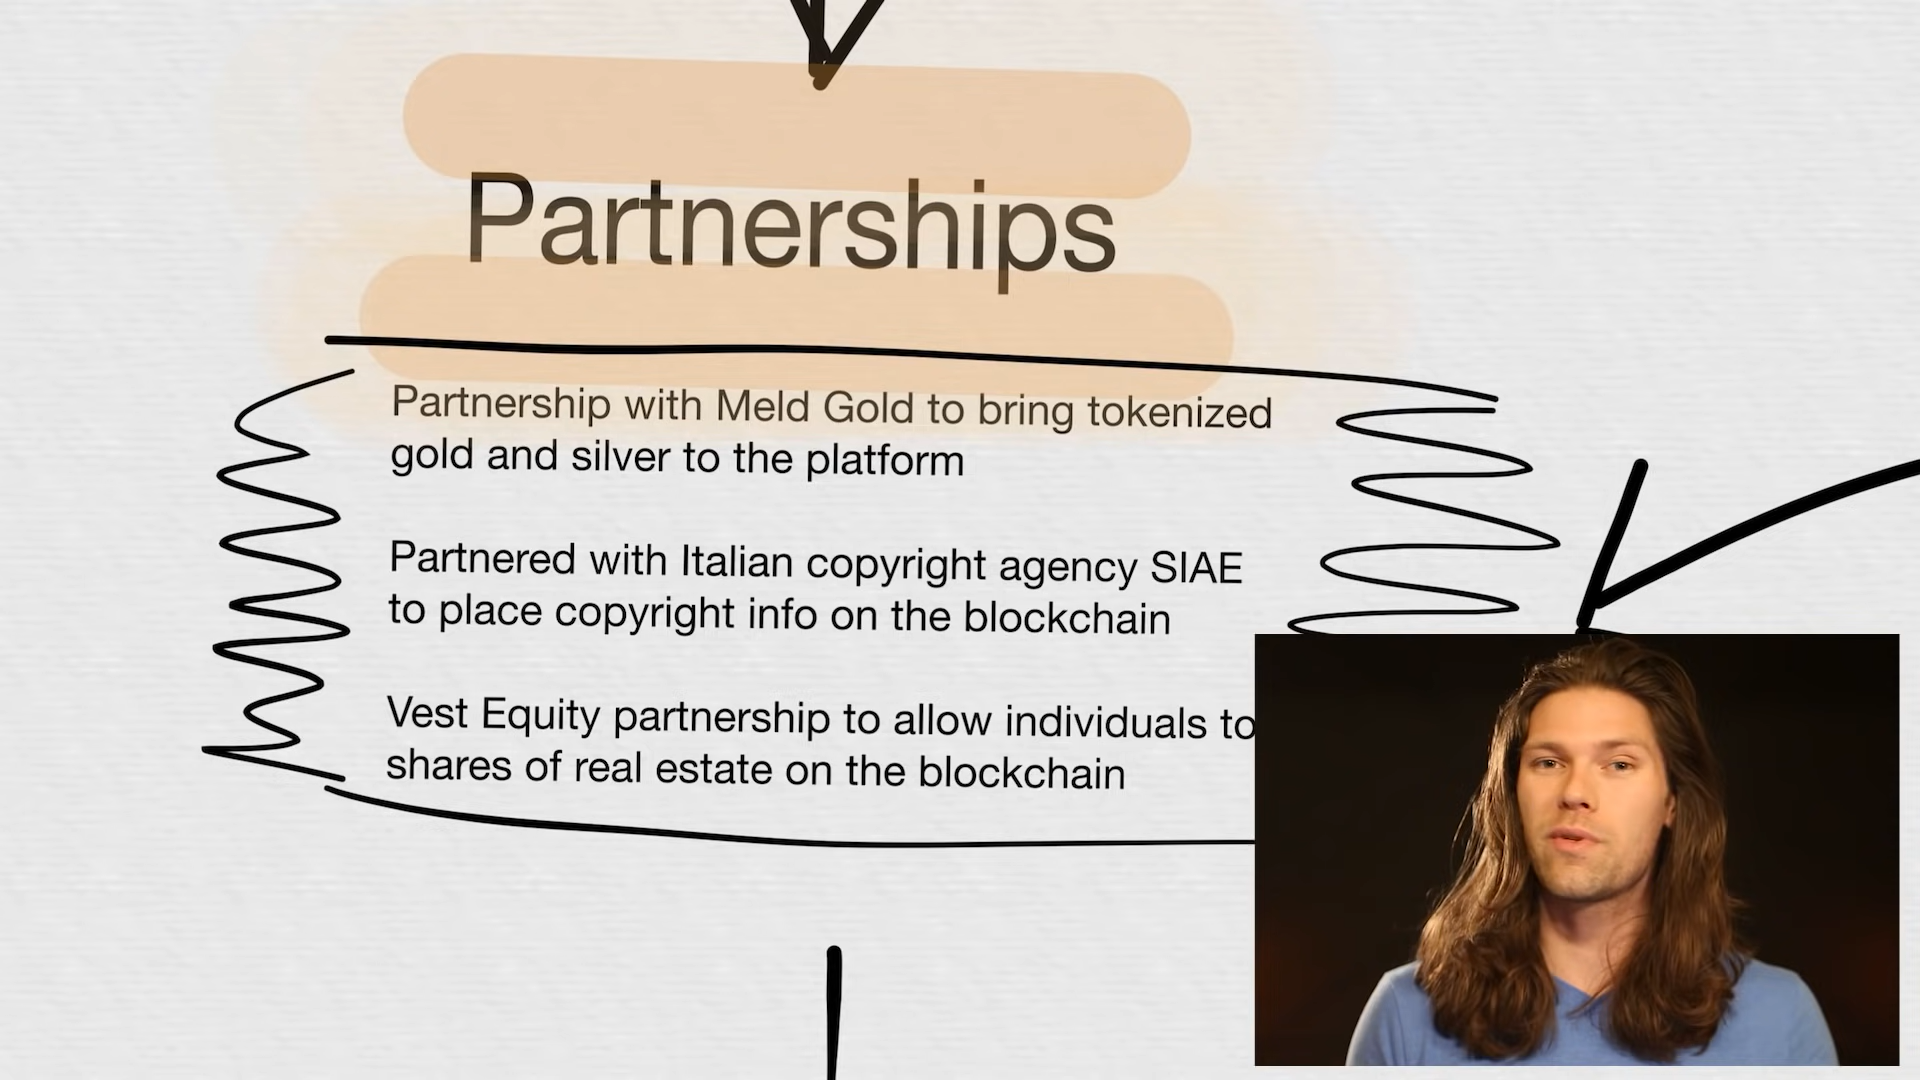 Partnerships
Partnership with Meld Gold to bring tokenized
gold and silver to the platform
Partnered with Italian copyright agency SIAE
to place copyright info on the blockchain
Vest Equity partnership to allow individuals to
shares of real estate on the blockchain